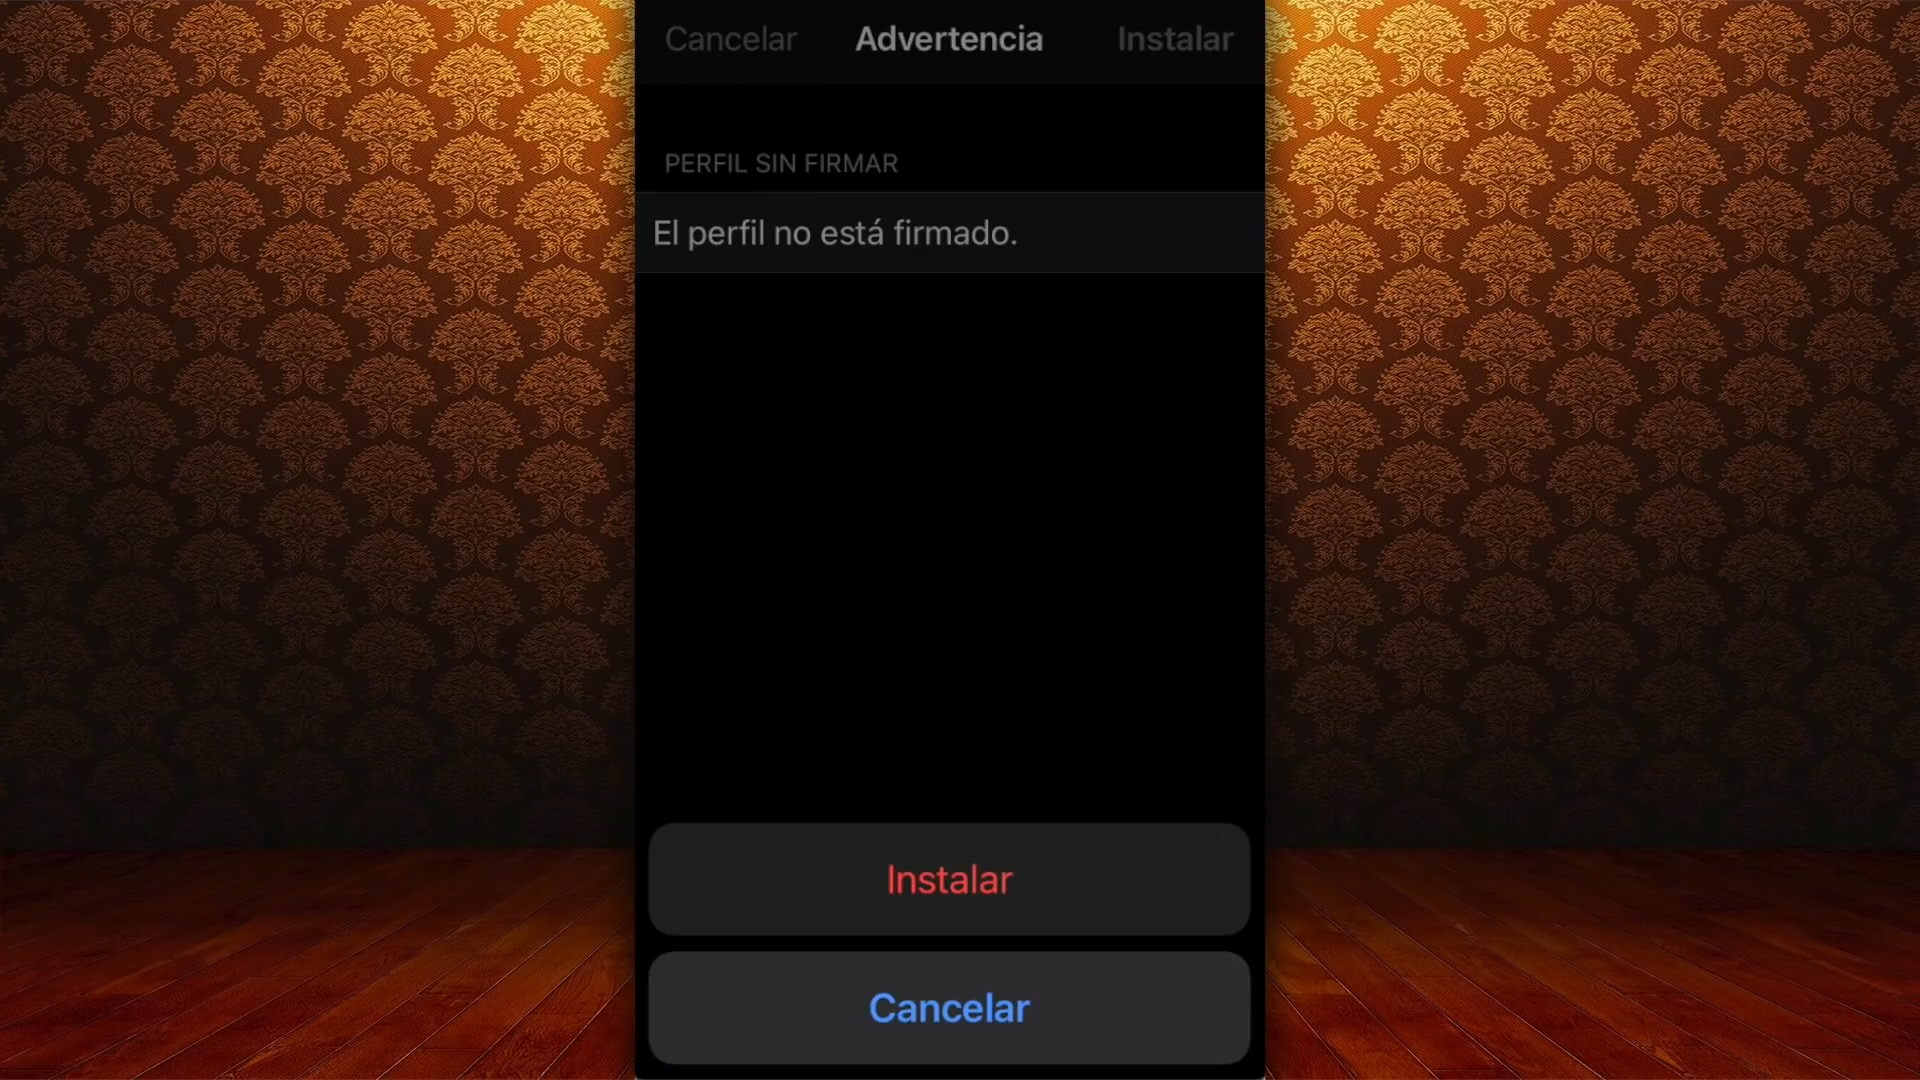 Cancelar Advertencia Instalar
PERFIL SIN FIRMAR
El perfil no está firmado.
Instalar
Cancelar